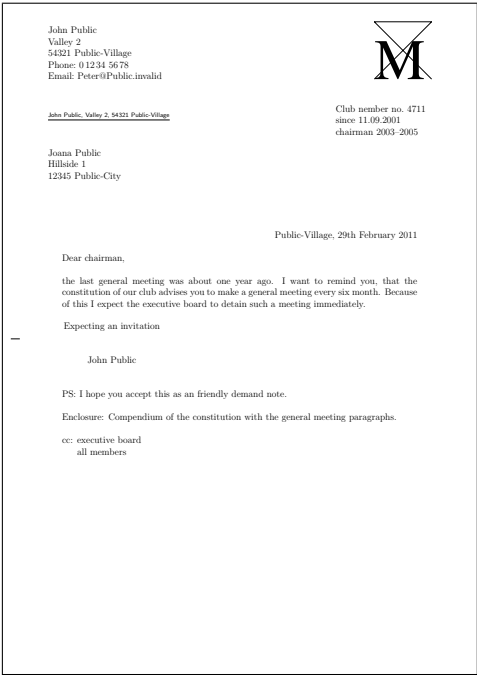 John Public
Valley 2
54321 Public-Village
Phone: 0 12 34 56 78
Email: Peter@Public.invalid
M
John Public, Valley 2, 54321 Public-Village
Club nember no. 4711
since 11.09.2001
chairman 2003–2005
Joana Public
Hillside 1
12345 Public-City
Public-Village, 29th February 2011
Dear chairman,
the last general meeting was about one year ago. I want to remind you, that the
constitution of our club advises you to make a general meeting every six month. Because
of this I expect the executive board to detain such a meeting immediately.
Expecting an invitation
John Public
PS: I hope you accept this as an friendly demand note.
Enclosure: Compendium of the constitution with the general meeting paragraphs.
cc: executive board
all members